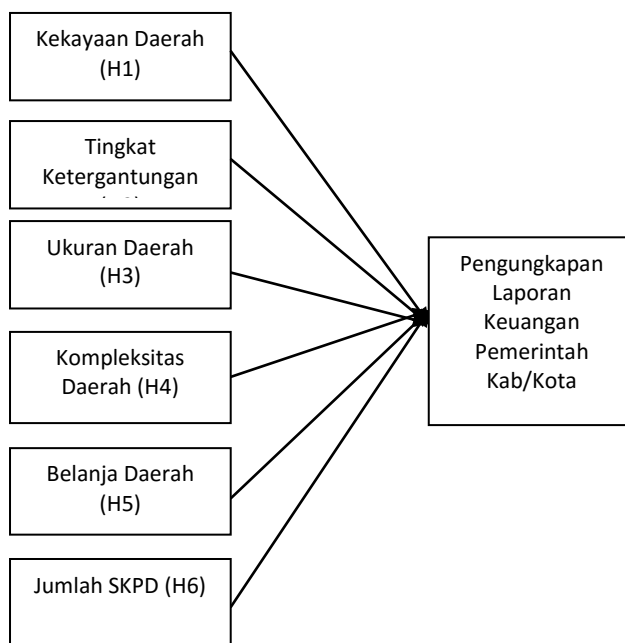 Kekayaan Daerah
(H1)
Tingkat
Ketergantungan
Ukuran Daerah
(H3)
Kompleksitas
Daerah (H4)
Belanja Daerah
(H5)
Jumlah SKPD (H6)
Pengungkapan
Laporan
Keuangan
Pemerintah
Kab/Kota